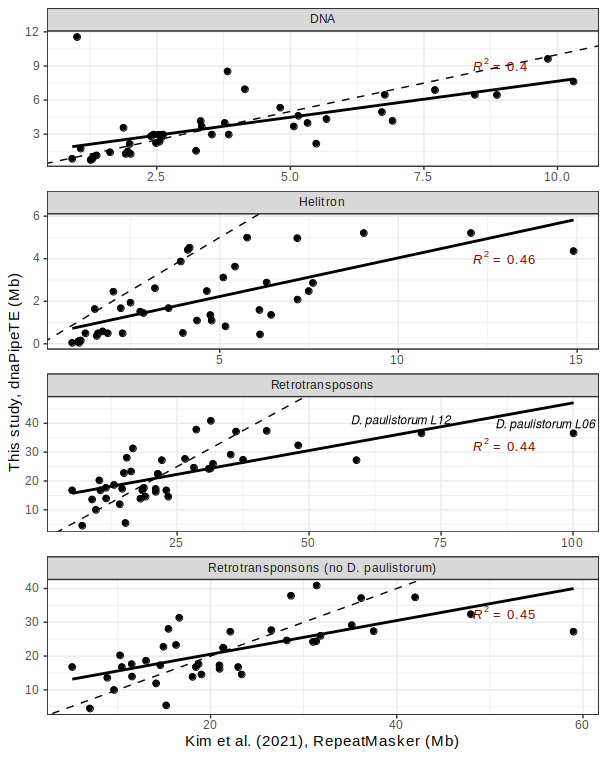 DNA
12
9
6
3
R² = 0.4
2.5 5.0 7.5 10.0
Helitron
6
4
2
0
R² = 0.46
5 10 15
Retrotransposons
40
30
20
10
D. paulistorum L12
D. paulistorum L06
R² = 0.44
25 50 75 100
Retrotransponsons (no D. paulistorum)
40
30
20
10
R² = 0.45
20 40 60
This study, dnaPipeTE (Mb)
Kim et al. (2021), RepeatMasker (Mb)